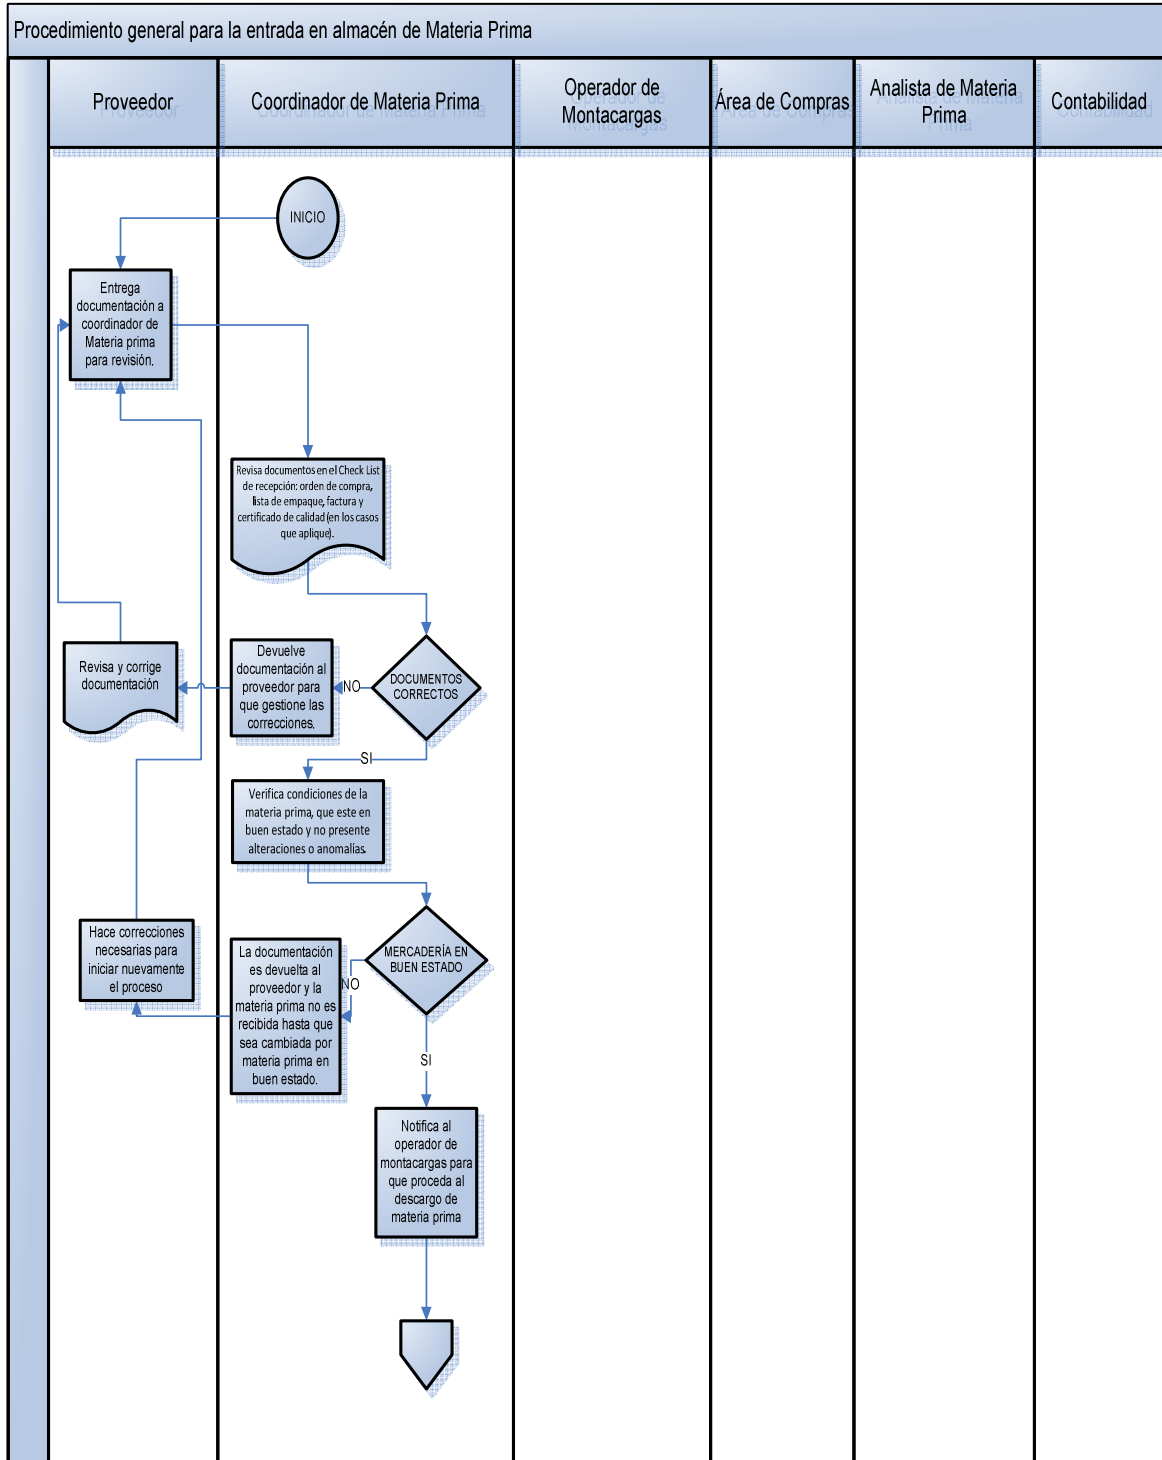 Procedimiento general para la entrada en almacén de Materia Prima
Proveedor
Coordinador de Materia Prima
Operador de
Montacargas
Área de Compras
Analista de Materia
Prima
Contabilidad
INICIO
Entrega
documentación a
coordinador de
Materia prima
para revisión.
Revisa documentos en el Check List
de recepción: orden de compra,
lista de empaque, factura y
certificado de calidad (en los casos
que aplique).
Revisa y corrige
documentación
Devuelve
documentación al
proveedor para
que gestione las
correcciones.
NO
DOCUMENTOS
CORRECTOS
SI
Verifica condiciones de la
materia prima, que este en
buen estado y no presente
alteraciones o anomalías.
Hace correcciones
necesarias para
iniciar nuevamente
el proceso
La documentación
es devuelta al
proveedor y la
materia prima no es
recibida hasta que
sea cambiada por
materia prima en
buen estado.
NO
MERCADERÍA EN
BUEN ESTADO
SI
Notifica al
operador de
montacargas para
que proceda al
descargo de
materia prima